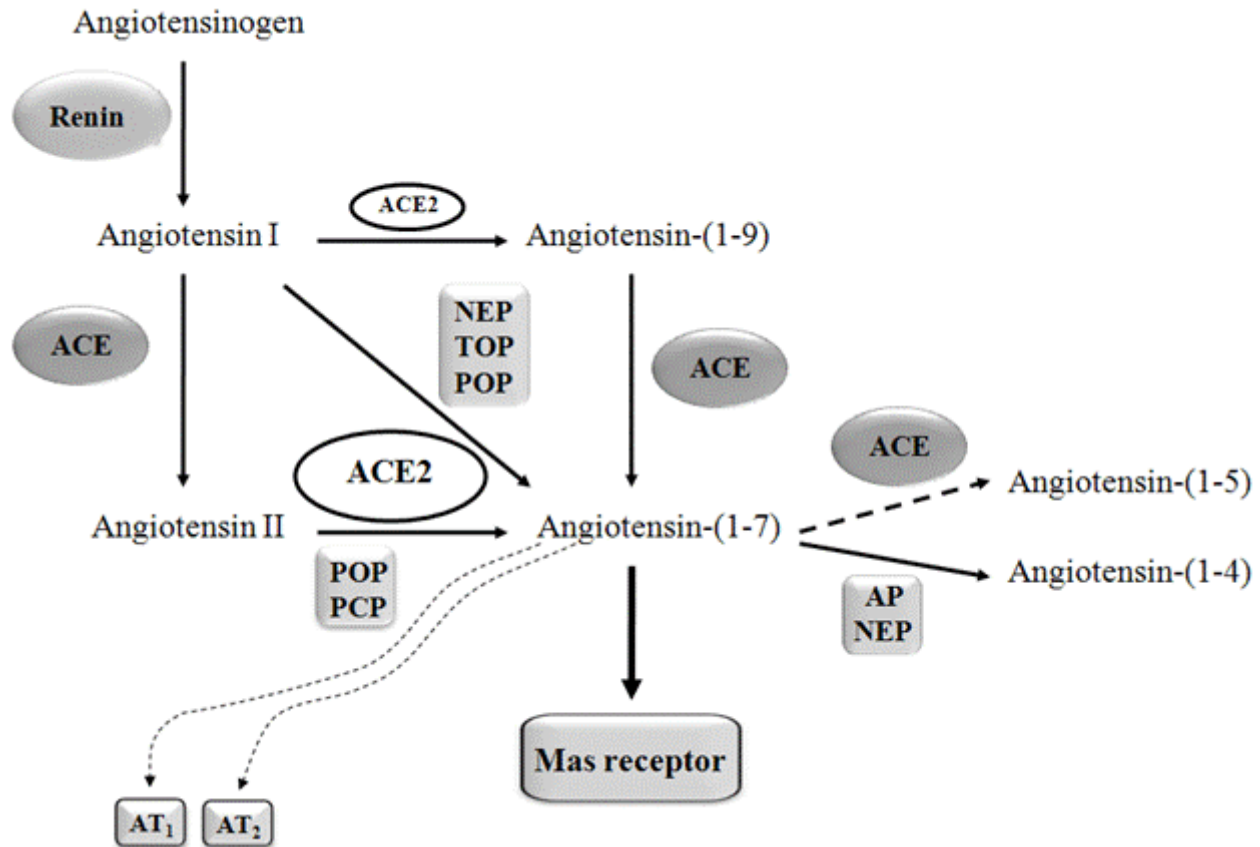 Angiotensinogen
Renin
ACE2
Angiotensin I
Angiotensin-(1-9)
NEP
TOP
POP
ACE
ACE
ACE
ACE2
Angiotensin-(1-5)
Angiotensin II
Angiotensin-(1-7)
Angiotensin-(1-4)
POP
PCP
AP
NEP
Mas receptor
AT₁
AT₂